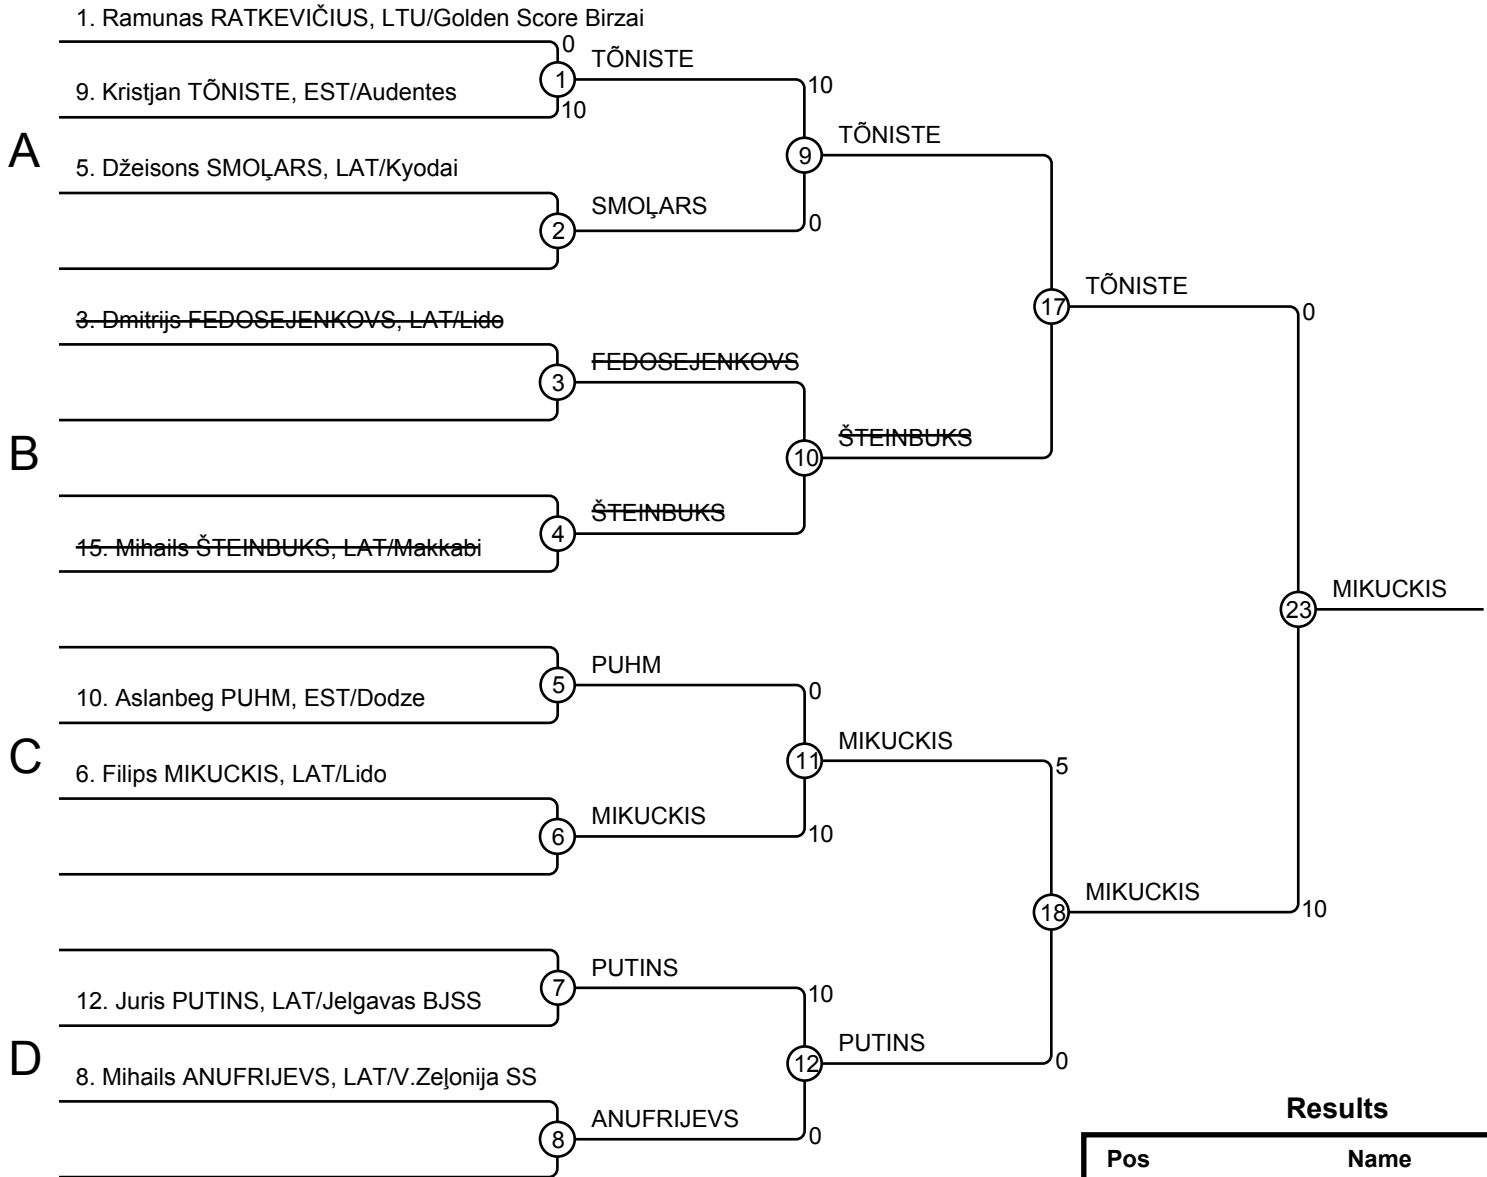 1. Ramunas RATKEVIČIUS, LTU/Golden Score Birzai
0
TÕNISTE
1
10
9. Kristjan TÕNISTE, EST/Audentes
10
A
TÕNISTE
9
5. Džeisons SMOĻARS, LAT/Kyodai
SMOĻARS
0
2
TÕNISTE
17
0
3. Dmitrijs FEDOSEJENKOVS, LAT/Lido
FEDOSEJENKOVS
3
B
ŠTEINBUKS
10
ŠTEINBUKS
4
15. Mihails ŠTEINBUKS, LAT/Makkabi
MIKUCKIS
23
PUHM
5
0
10. Aslanbeg PUHM, EST/Dodze
C
MIKUCKIS
11
5
6. Filips MIKUCKIS, LAT/Lido
MIKUCKIS
6
10
MIKUCKIS
18
10
PUTINS
7
10
12. Juris PUTINS, LAT/Jelgavas BJSS
D
PUTINS
12
0
8. Mihails ANUFRIJEVS, LAT/V.Zeļonija SS
ANUFRIJEVS
8
0
Results
Pos Name